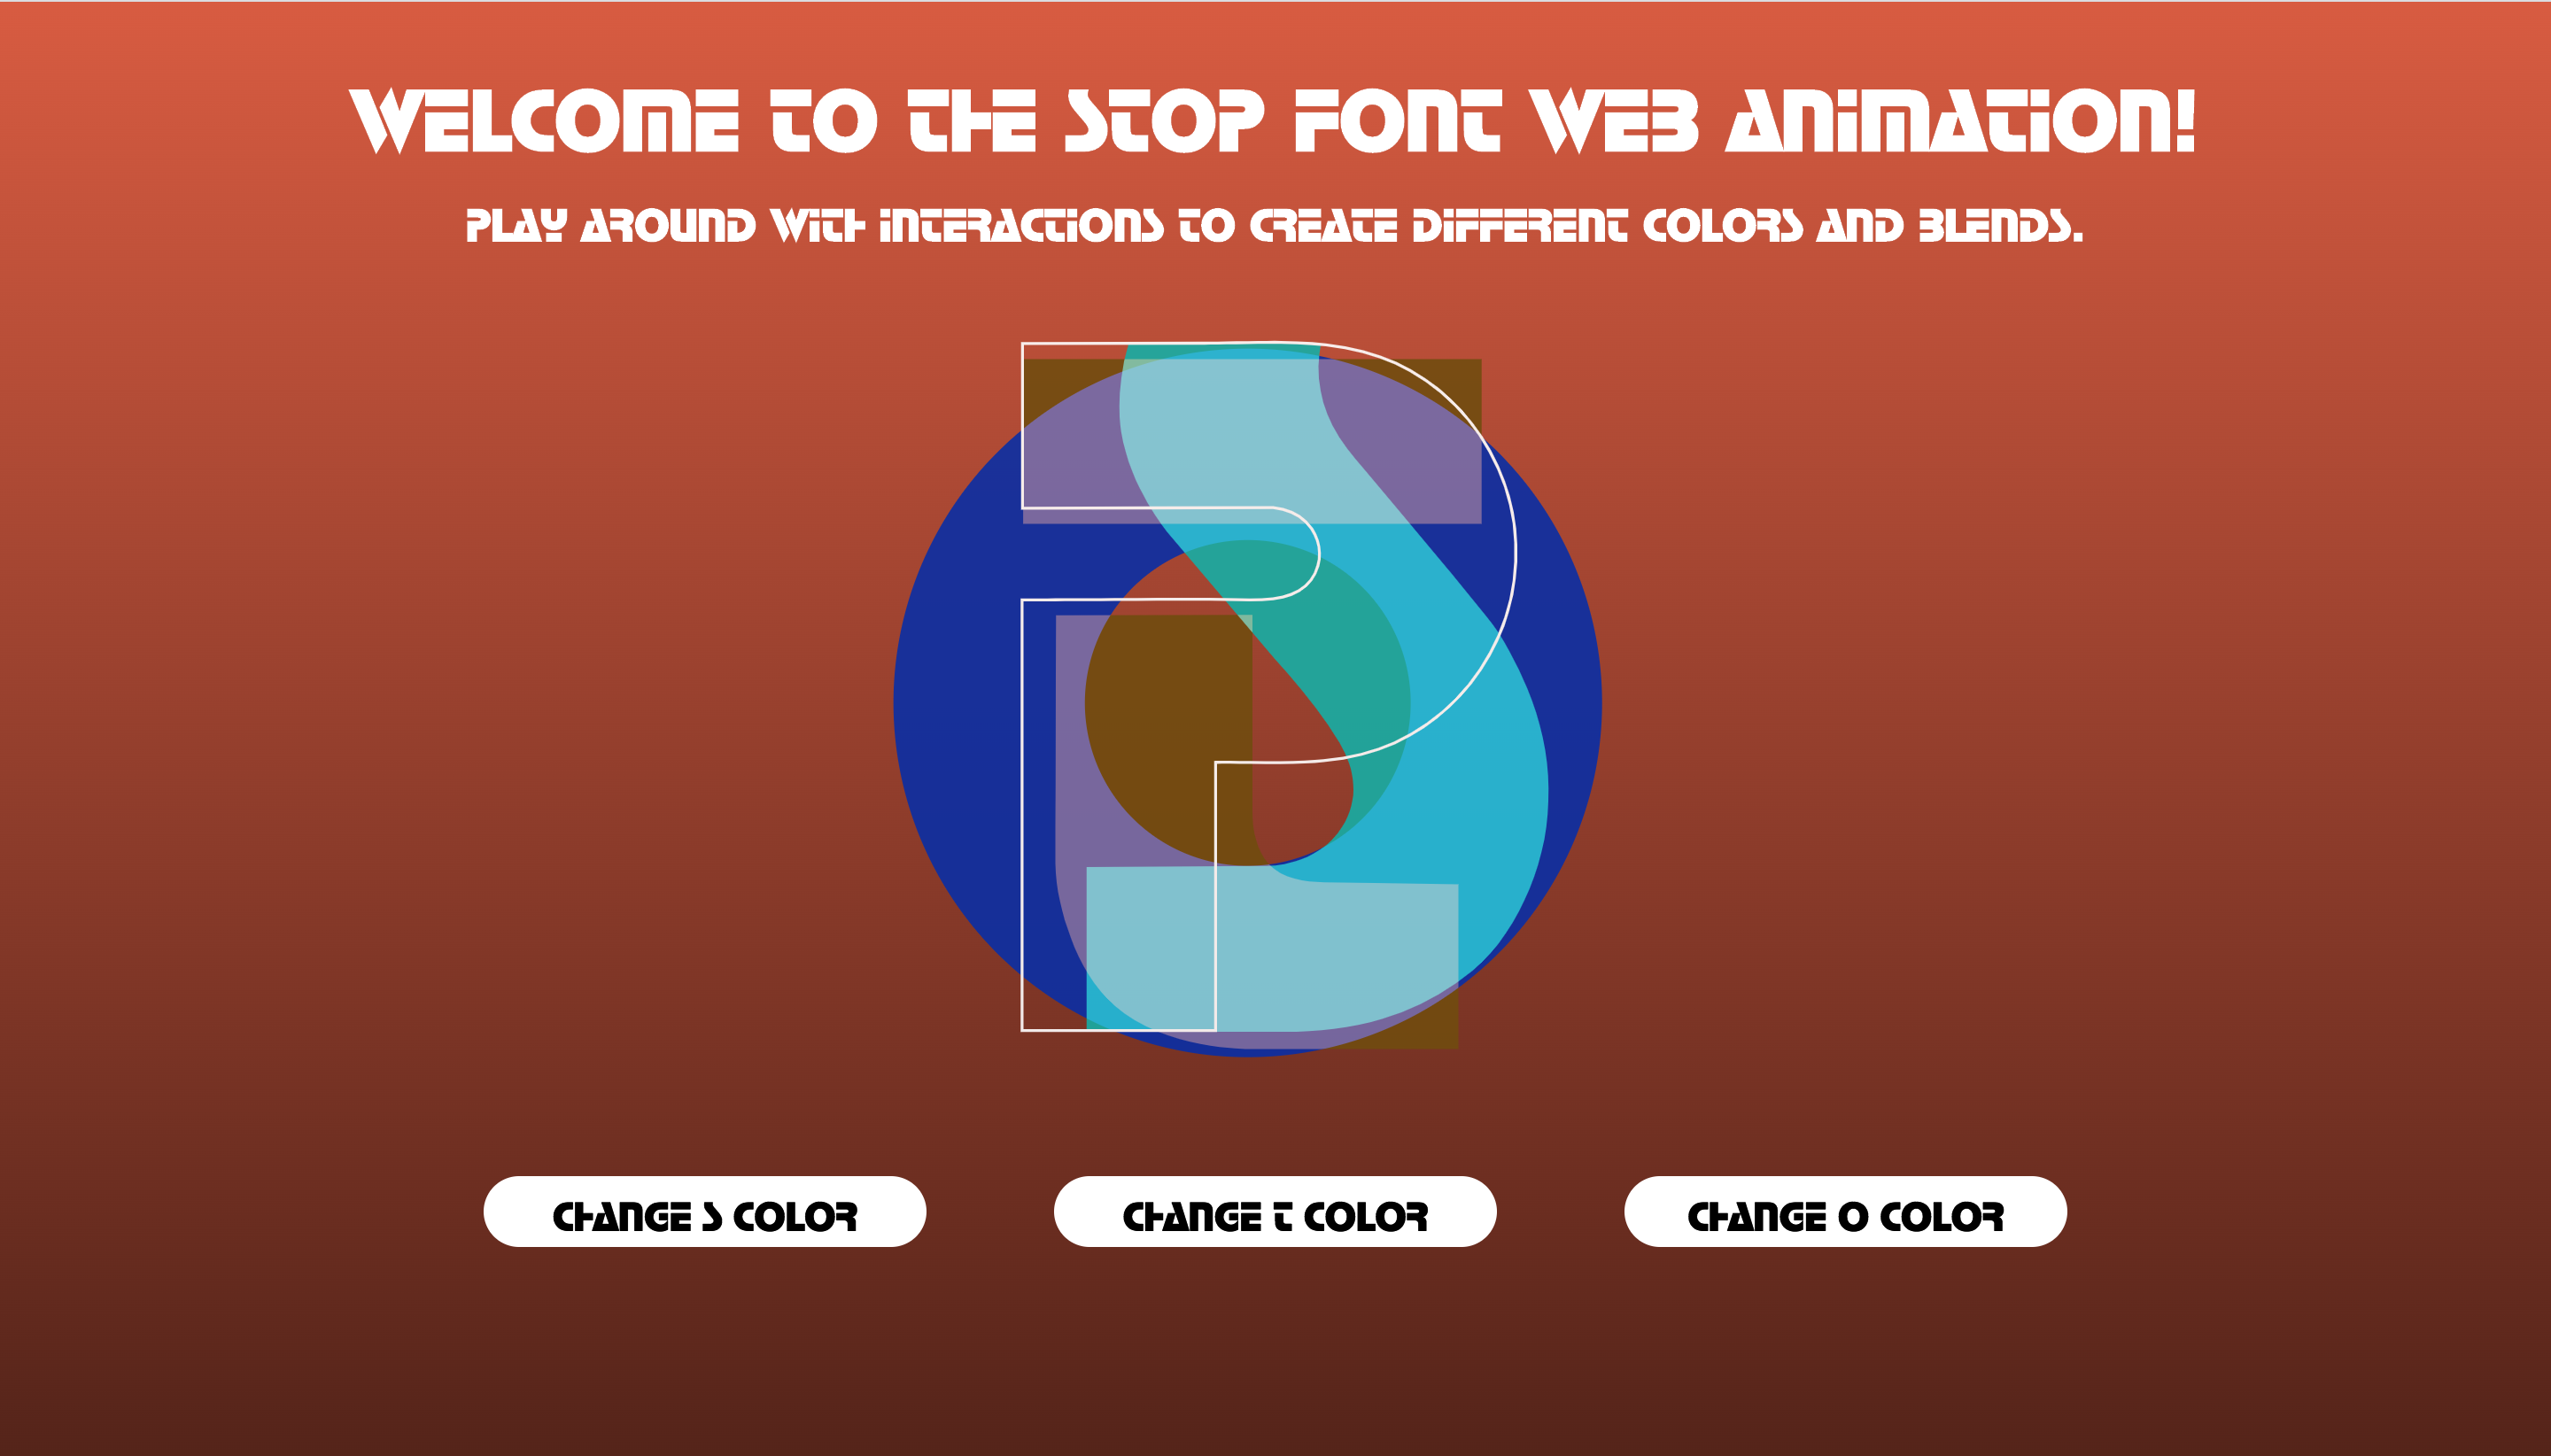 WELCOME TO THE STOP FONT WEB ANIMATION!
PLAY AROUND WITH INTERACTIONS TO CREATE DIFFERENT COLORS AND BLENDS.
STOP
CHANGE S COLOR
CHANGE T COLOR
CHANGE O COLOR